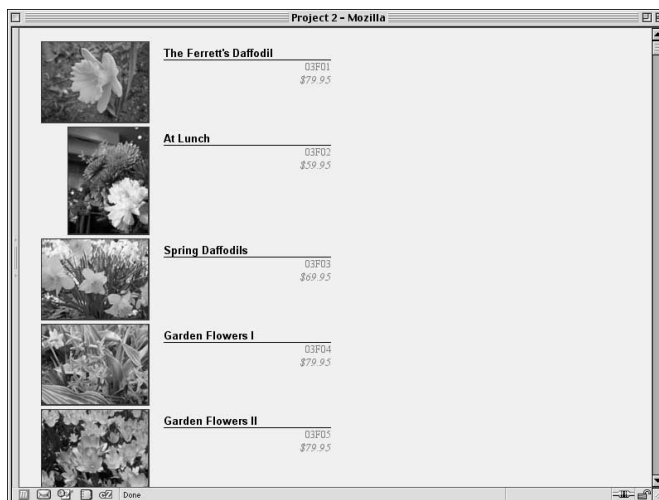 Project 2 – Mozilla
The Ferrett's Daffodil
03F01
$79.95
At Lunch
03F02
$59.95
Spring Daffodils
03F03
$69.95
Garden Flowers I
03F04
$79.95
Garden Flowers II
03F05
$79.95
Done